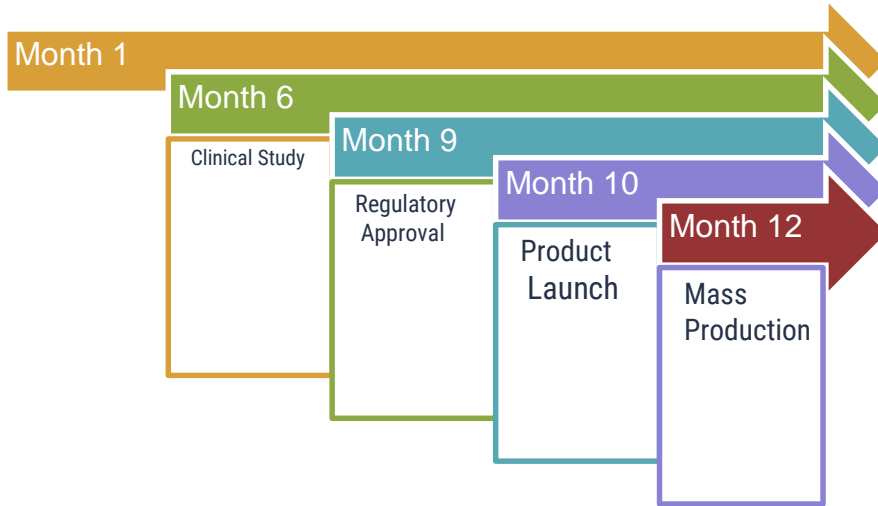 Month 1
Month 6
Clinical Study
Month 9
Regulatory
Approval
Month 10
Product
Launch
Month 12
Mass
Production